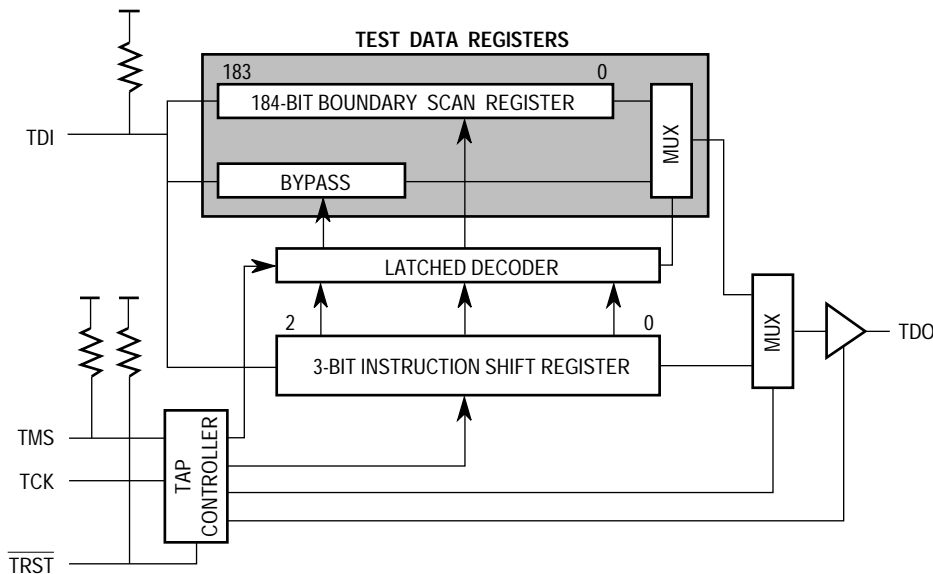 TEST DATA REGISTERS
183 0
184-BIT BOUNDARY SCAN REGISTER
MUX
TDI
BYPASS
LATCHED DECODER
2 0
3-BIT INSTRUCTION SHIFT REGISTER
MUX
TDO
TMS
TCK
TAP
CONTROLLER
TRST